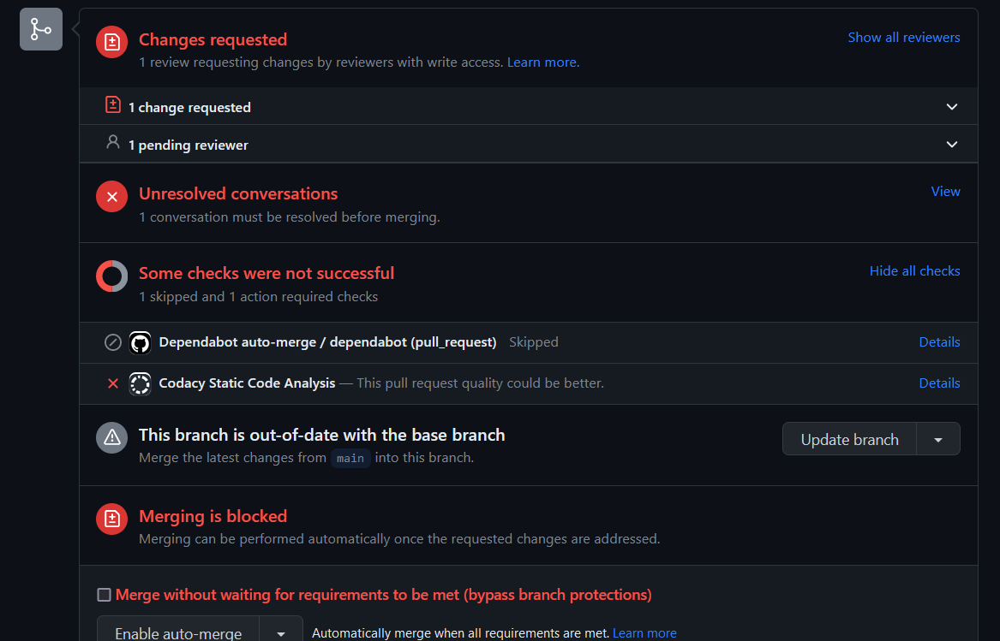 Changes requested
Show all reviewers
1 review requesting changes by reviewers with write access. Learn more.
1 change requested
1 pending reviewer
Unresolved conversations
View
1 conversation must be resolved before merging.
Some checks were not successful
Hide all checks
1 skipped and 1 action required checks
Dependabot auto-merge / dependabot (pull_request) Skipped
Details
Codacy Static Code Analysis — This pull request quality could be better.
Details
This branch is out-of-date with the base branch
Update branch
Merge the latest changes from main into this branch.
Merging is blocked
Merging can be performed automatically once the requested changes are addressed.
Merge without waiting for requirements to be met (bypass branch protections)
Enable auto-merge
Automatically merge when all requirements are met. Learn more